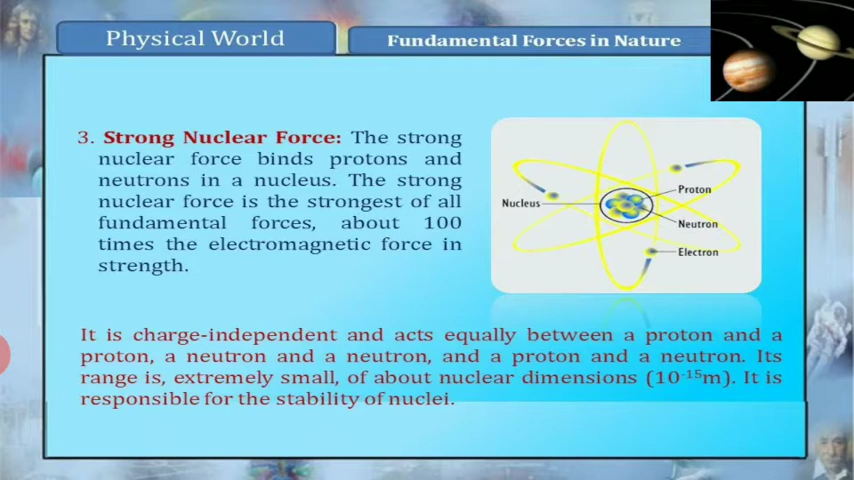 Physical World
Fundamental Forces in Nature
3. Strong Nuclear Force: The strong
nuclear force binds protons and
neutrons in a nucleus. The strong
nuclear force is the strongest of all
fundamental forces, about 100
times the electromagnetic force in
strength.
Nucleus
Proton
Neutron
Electron
It is charge-independent and acts equally between a proton and a
proton, a neutron and a neutron, and a proton and a neutron. Its
range is, extremely small, of about nuclear dimensions (10⁻¹⁵m). It is
responsible for the stability of nuclei.